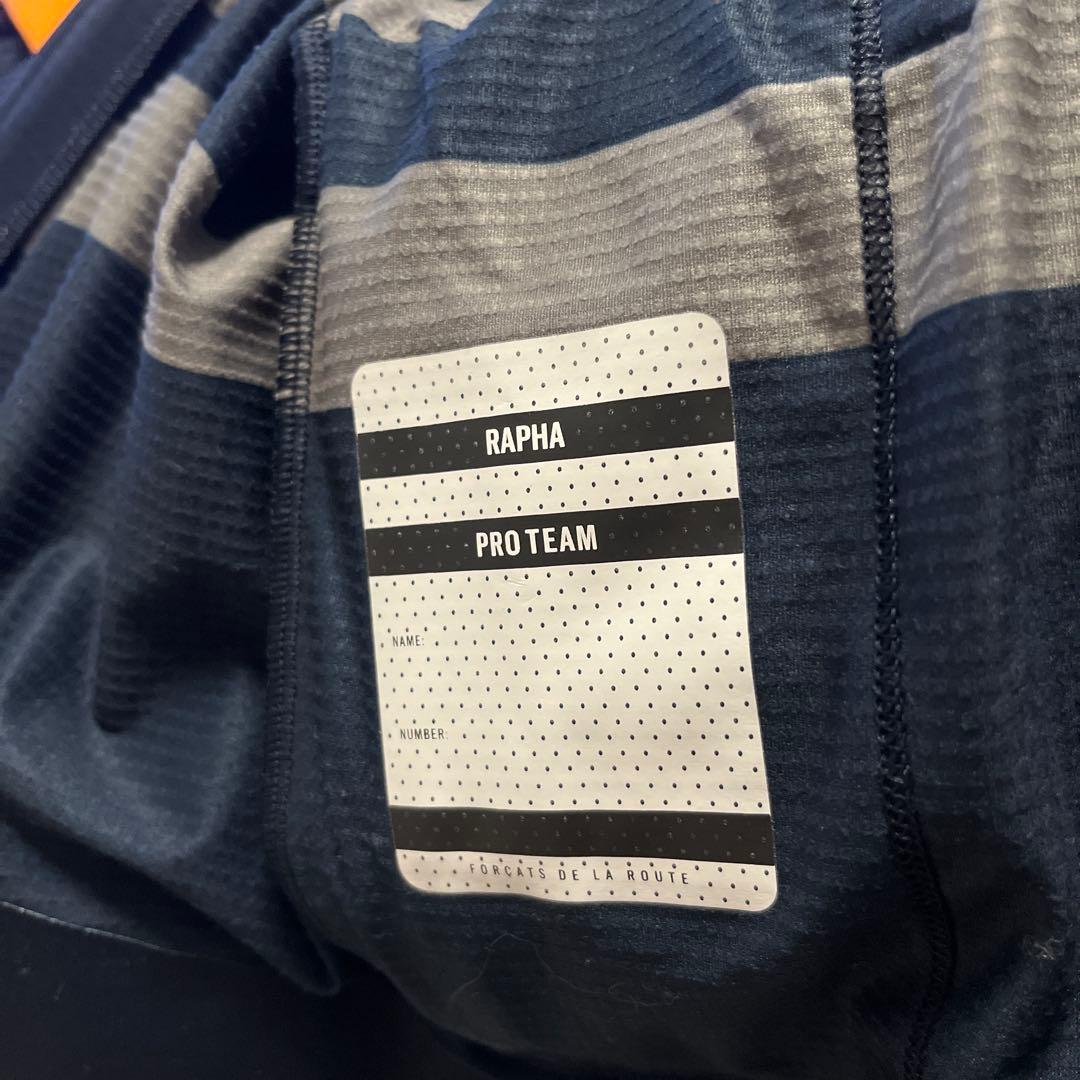 RAPHA
PRO TEAM
NAME:
NUMBER:
FORÇATS DE LA ROUTE